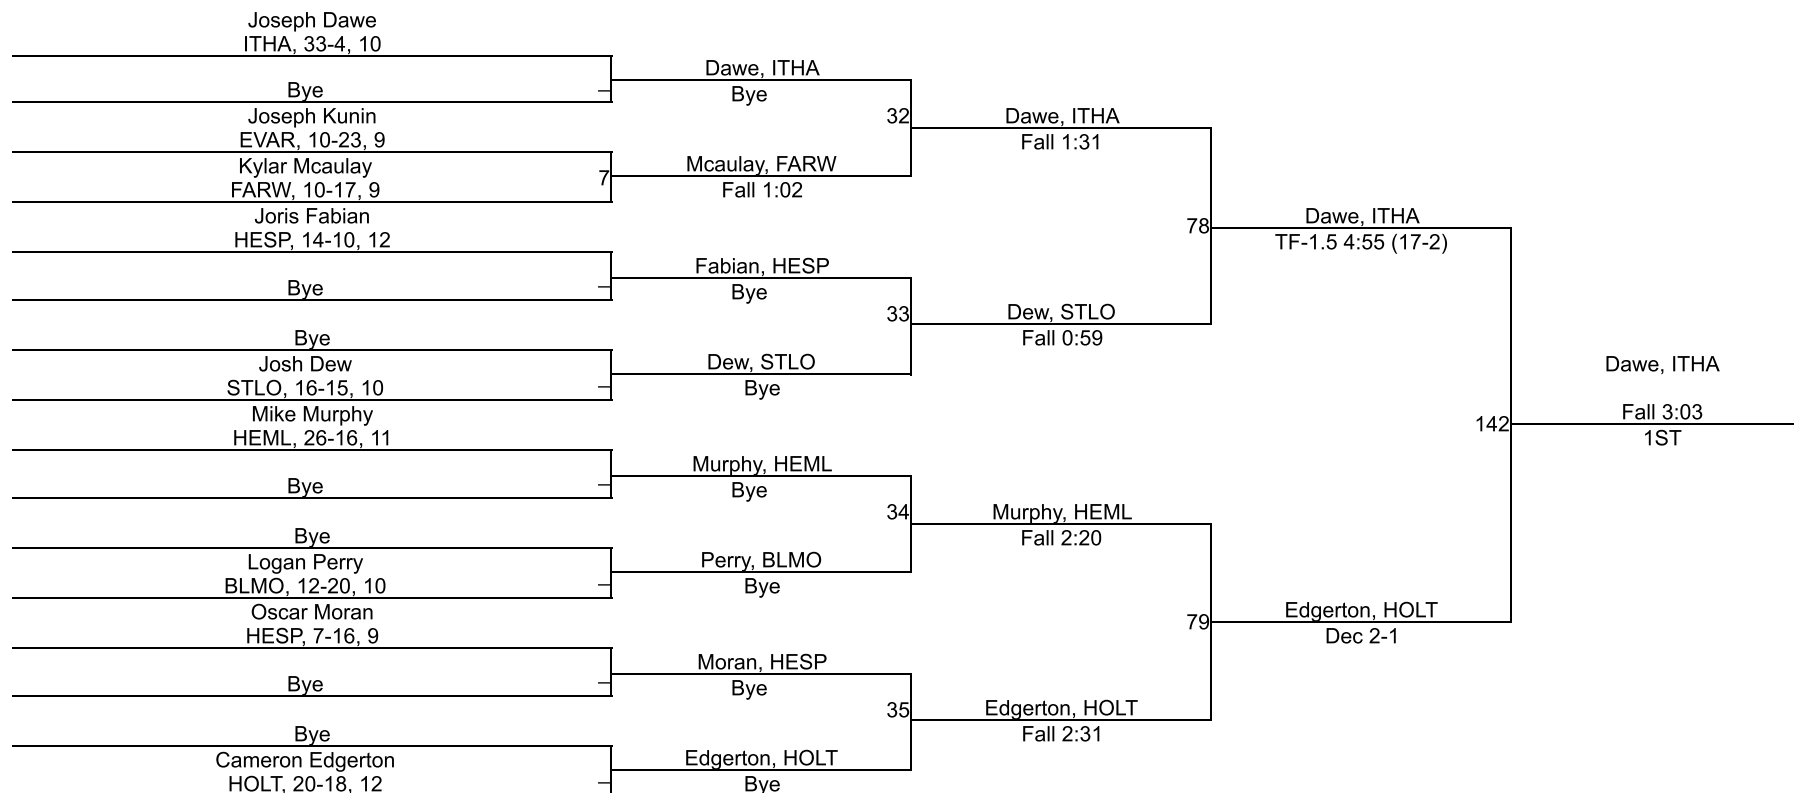 Joseph Dawe
ITHA, 33-4, 10
Bye
Joseph Kunin
EVAR, 10-23, 9
Kylar Mcaulay
FARW, 10-17, 9
7
Joris Fabian
HESP, 14-10, 12
Bye
Bye
Josh Dew
STLO, 16-15, 10
Mike Murphy
HEML, 26-16, 11
Bye
Bye
Logan Perry
BLMO, 12-20, 10
Oscar Moran
HESP, 7-16, 9
Bye
Bye
Cameron Edgerton
HOLT, 20-18, 12
Dawe, ITHA
Bye
32
Mcaulay, FARW
Fall 1:02
Fabian, HESP
Bye
33
Dew, STLO
Bye
Murphy, HEML
Bye
34
Perry, BLMO
Bye
Moran, HESP
Bye
35
Edgerton, HOLT
Bye
Dawe, ITHA
Fall 1:31
78
Dew, STLO
Fall 0:59
Murphy, HEML
Fall 2:20
79
Edgerton, HOLT
Fall 2:31
Dawe, ITHA
TF-1.5 4:55 (17-2)
142
Edgerton, HOLT
Dec 2-1
Dawe, ITHA
Fall 3:03
1ST